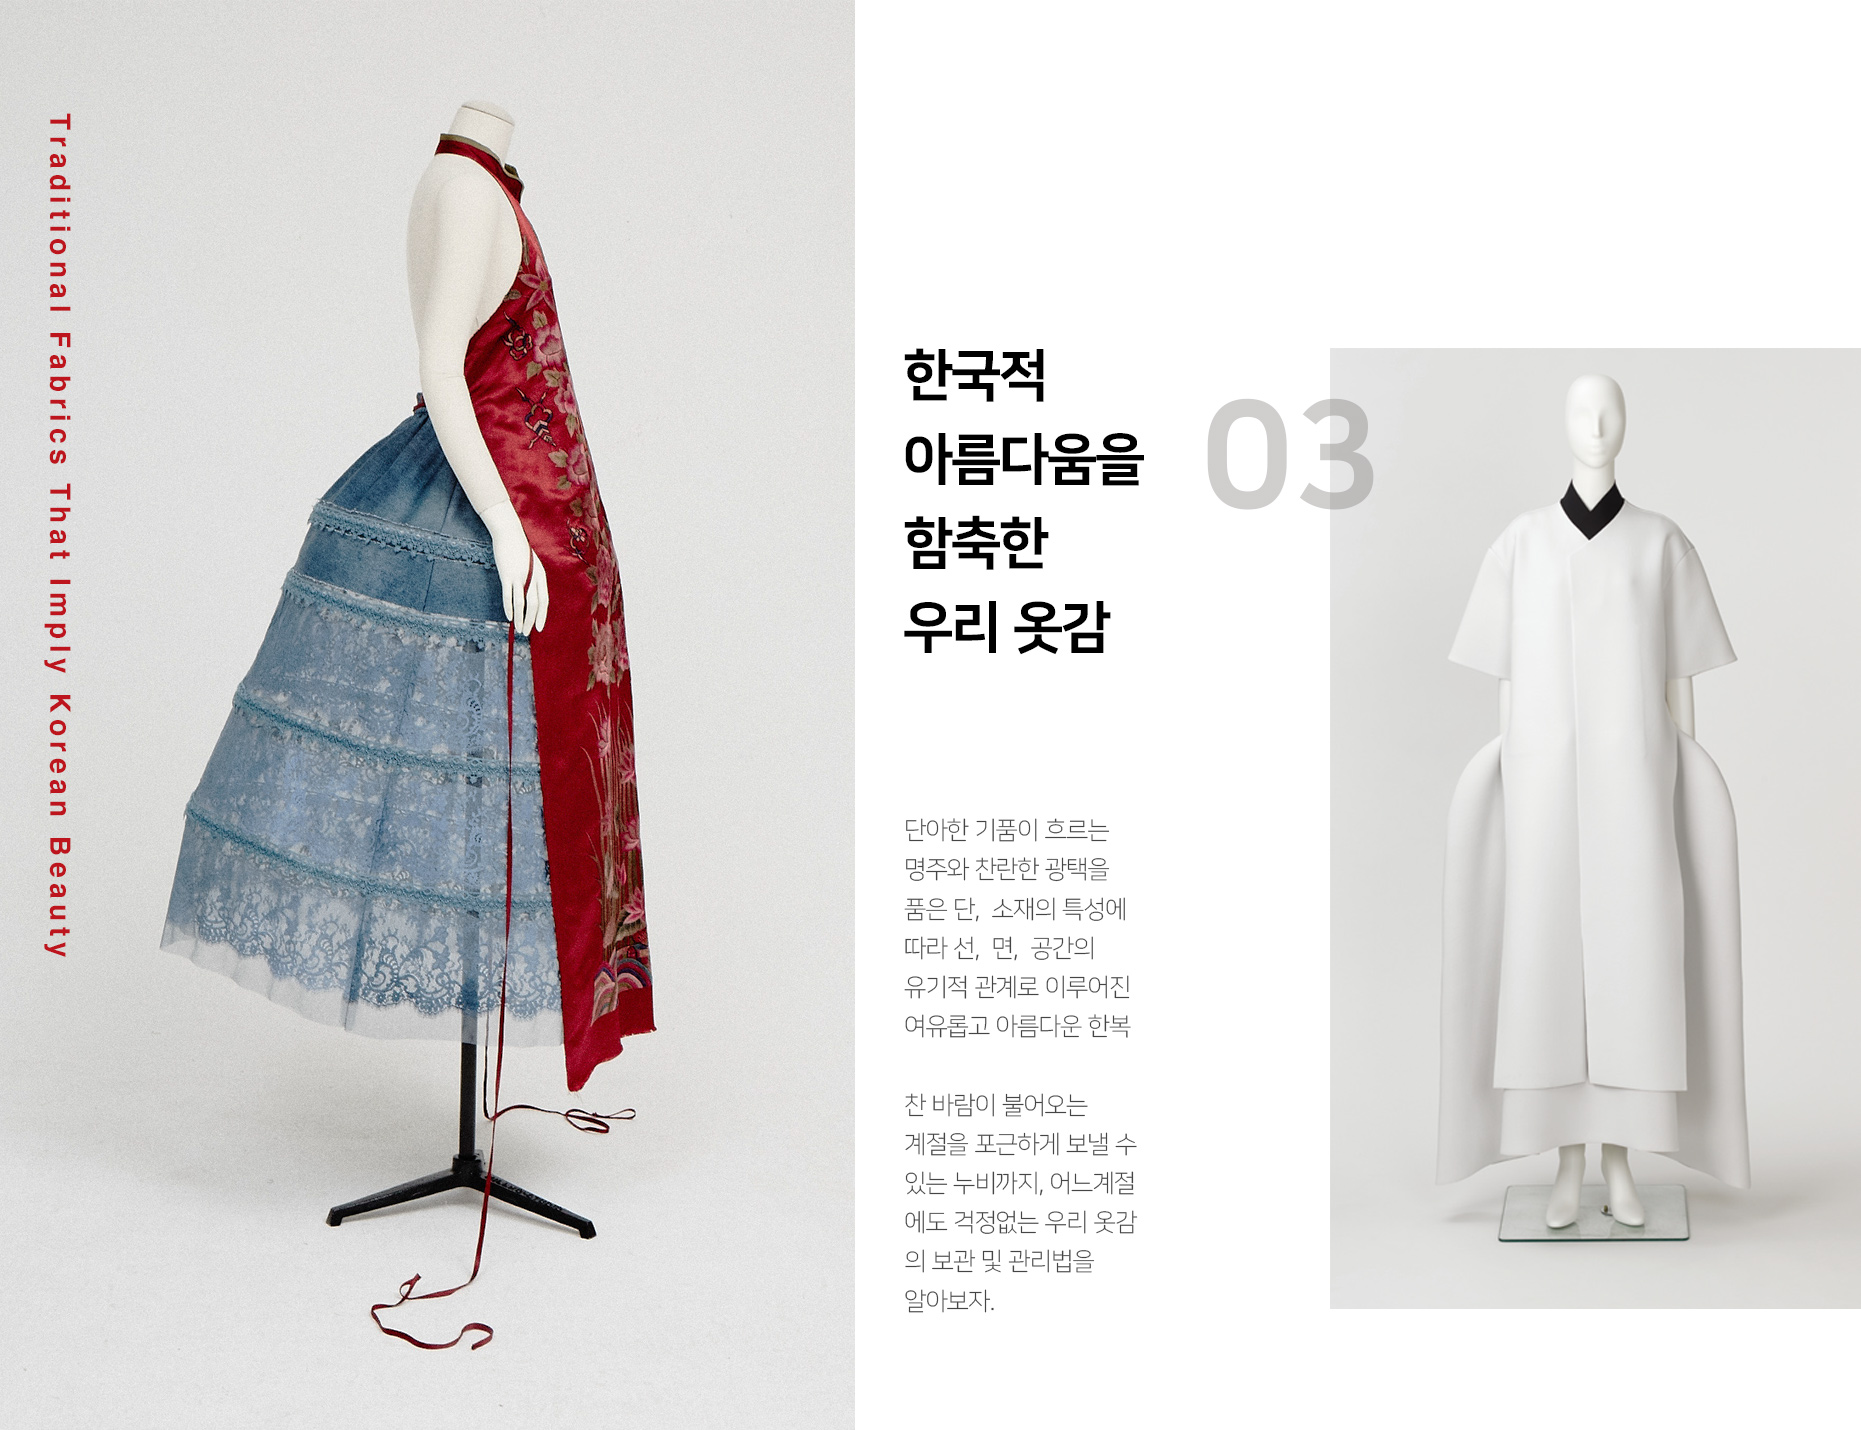 Traditional Fabrics That Imply Korean Beauty
한국적
아름다움을
함축한
우리 옷감
03
단아한 기품이 흐르는
명주와 찬란한 광택을
품은 단, 소재의 특성에
따라 선, 면, 공간의
유기적 관계로 이루어진
여유롭고 아름다운 한복
찬 바람이 불어오는
계절을 포근하게 보낼 수
있는 누비까지, 어느계절
에도 걱정없는 우리 옷감
의 보관 및 관리법을
알아보자.